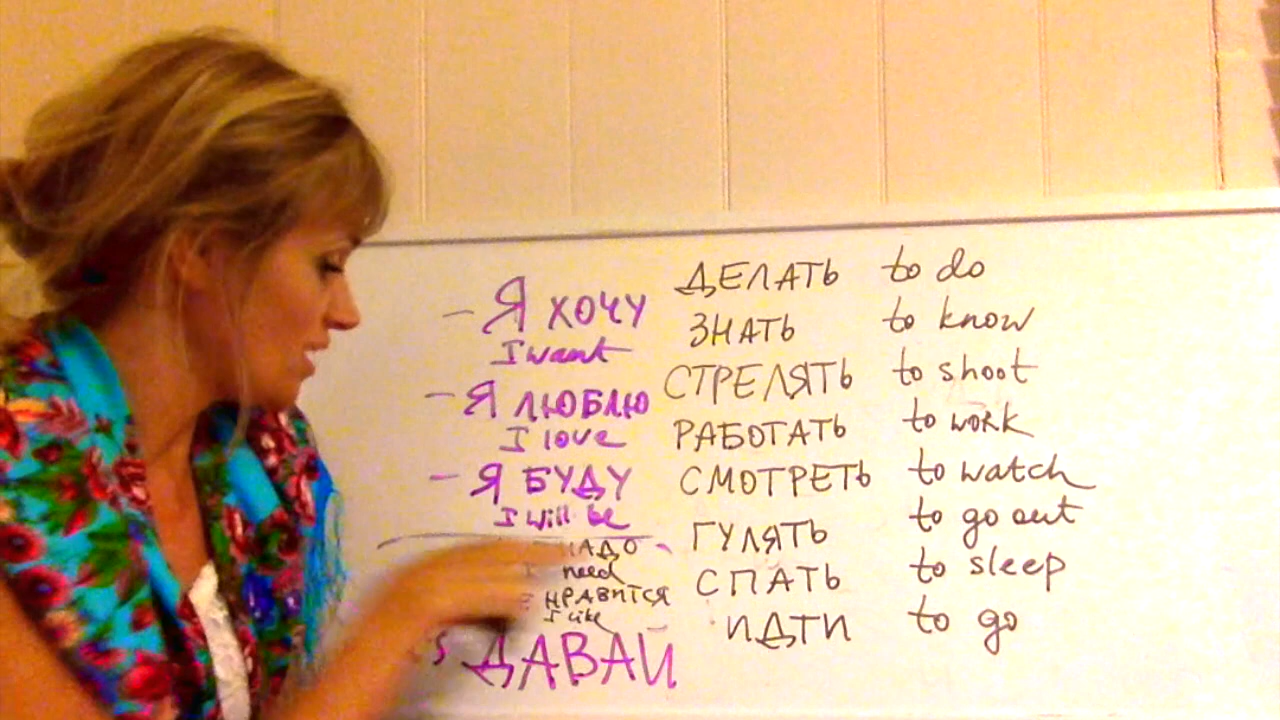 – Я ХОЧУ
I want
– Я ЛЮБЛЮ
I love
– Я БУДУ
I will be
НАДО
need
НРАВИТСЯ
I like
ДАВАЙ
ДЕЛАТЬ to do
ЗНАТЬ to know
СТРЕЛЯТЬ to shoot
РАБОТАТЬ to work
СМОТРЕТЬ to watch
ГУЛЯТЬ to go out
СПАТЬ to sleep
ИДТИ to go